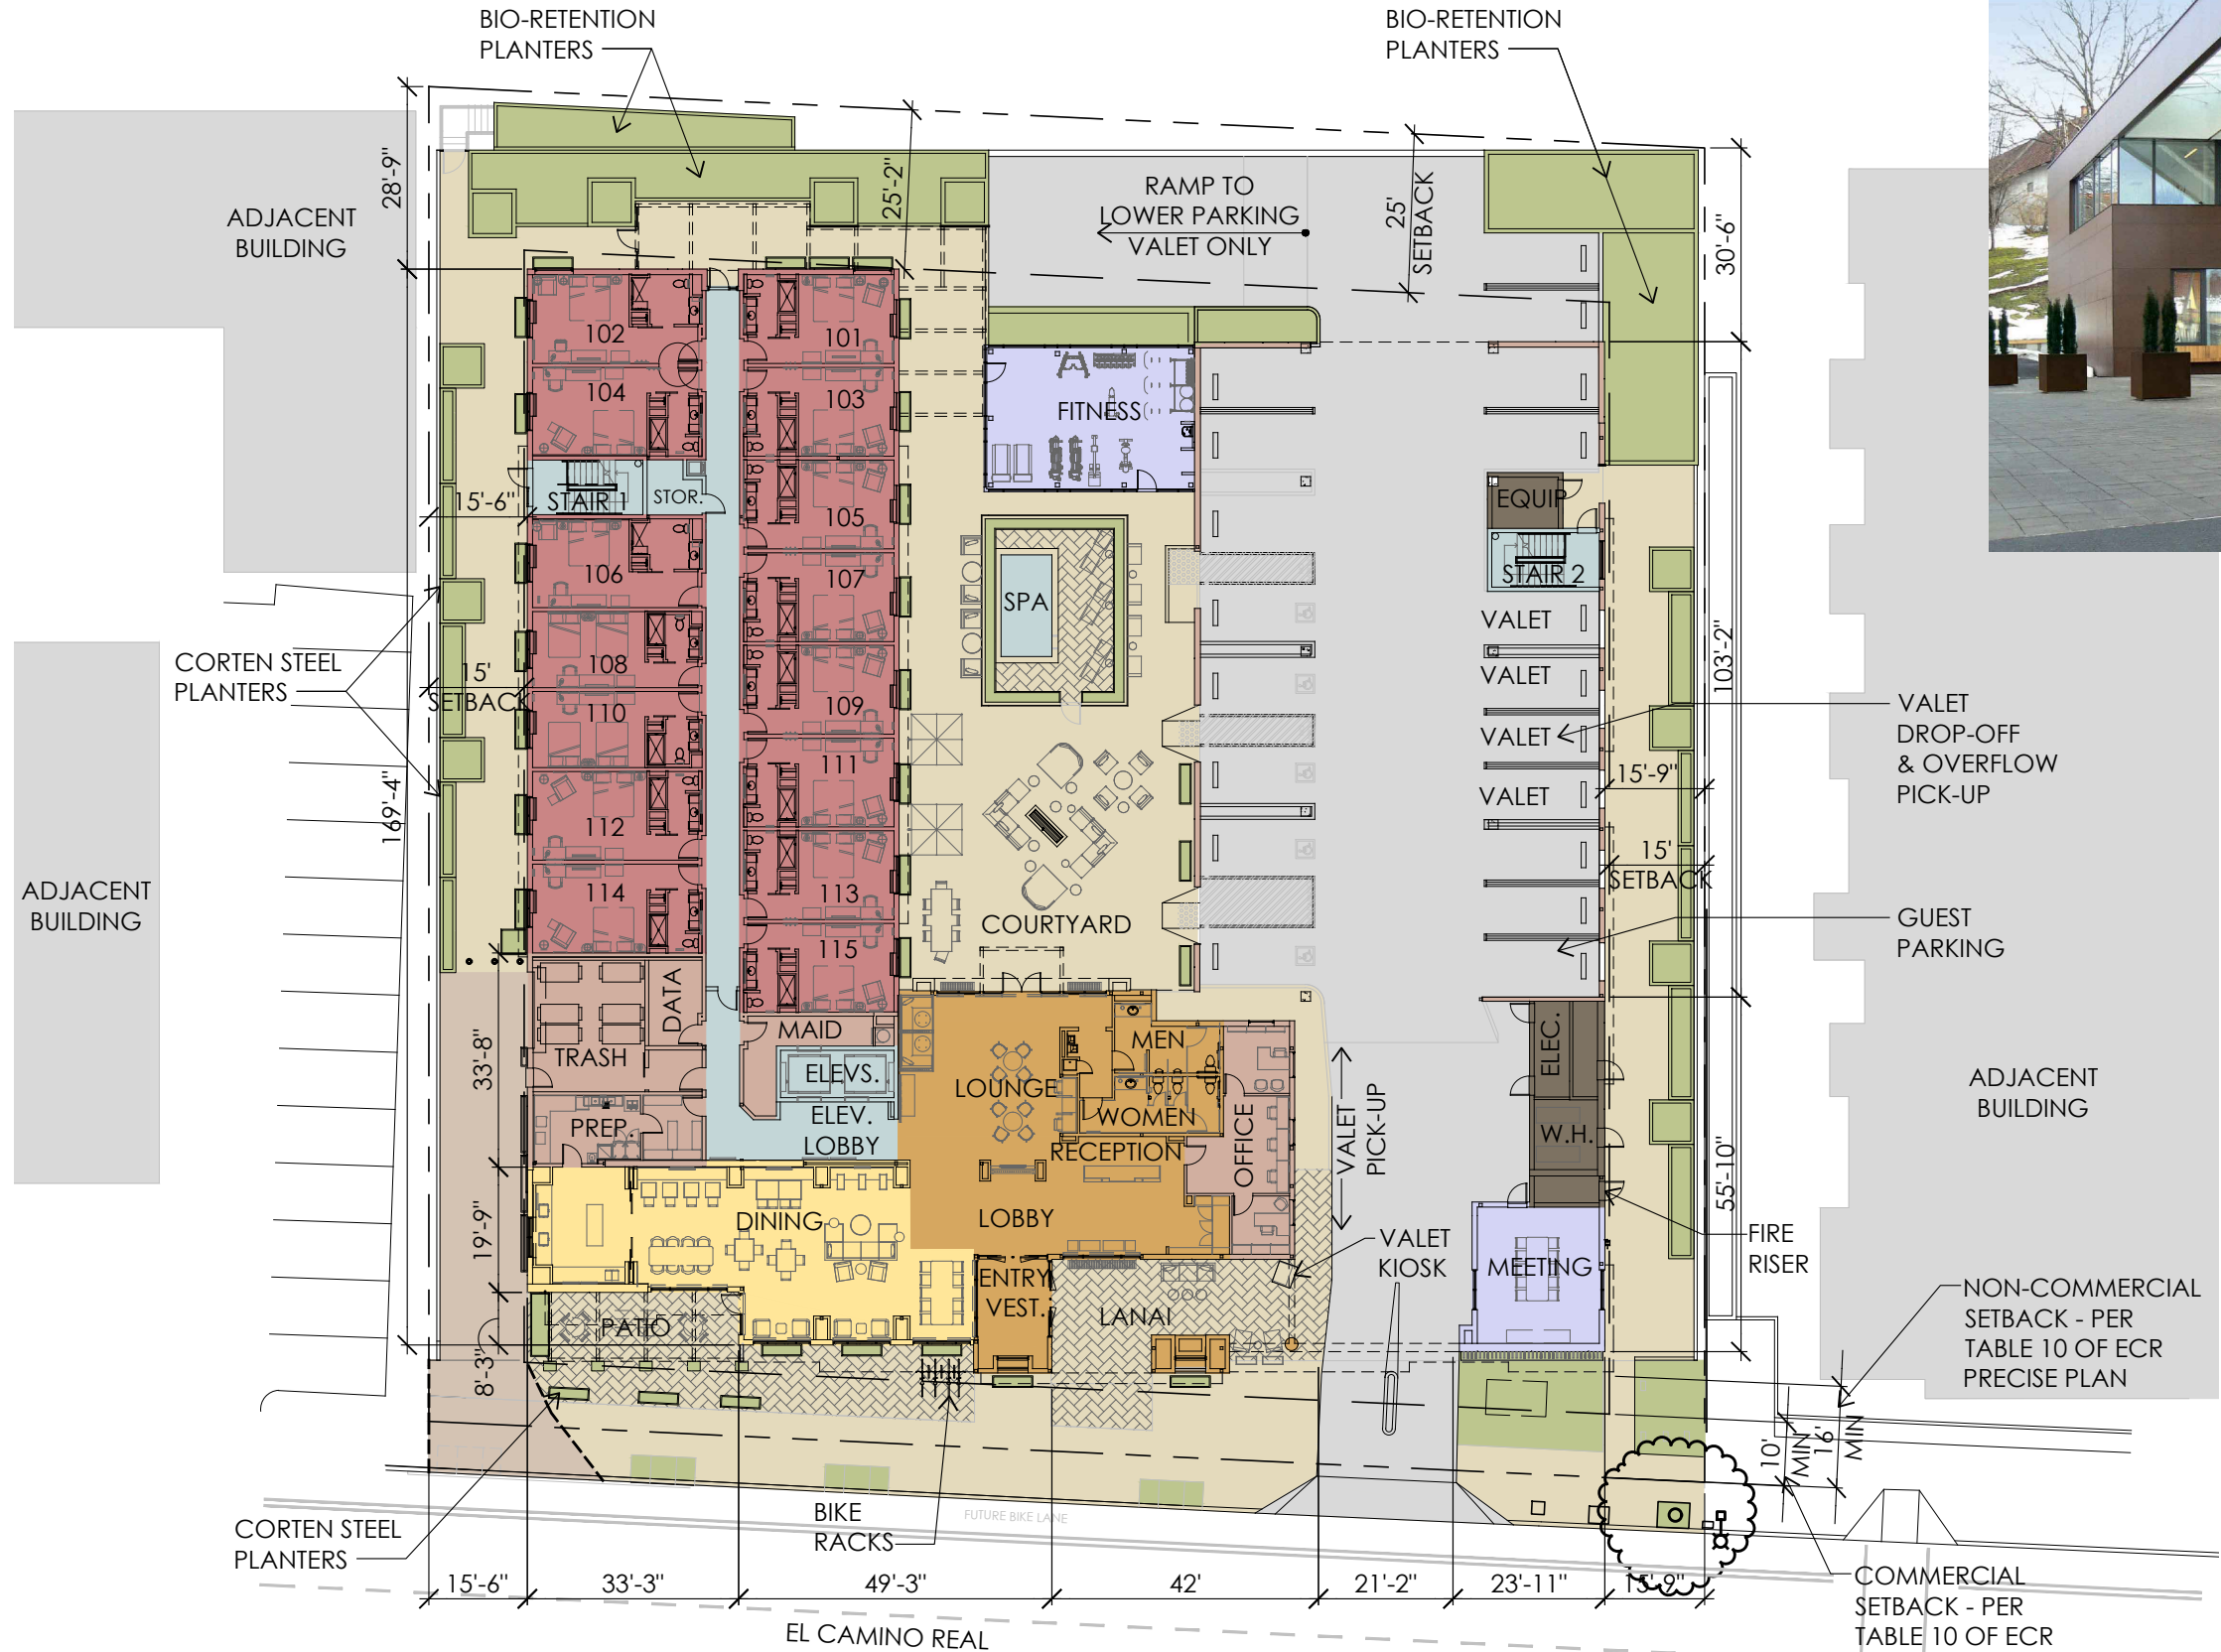 BIO-RETENTION
PLANTERS
BIO-RETENTION
PLANTERS
28'-9"
25'-2"
25'
SETBACK
30'-6"
ADJACENT
BUILDING
RAMP TO
LOWER PARKING
VALET ONLY
102
101
104
103
FITNESS
15'-6"
STAIR 1
STOR.
105
EQUIP
106
107
SPA
STAIR 2
VALET
CORTEN STEEL
PLANTERS
15'
SETBACK
108
110
109
VALET
103'-2"
VALET
VALET
DROP-OFF
& OVERFLOW
PICK-UP
111
15'-9"
VALET
169'-4"
112
114
113
15'
SETBACK
ADJACENT
BUILDING
COURTYARD
GUEST
PARKING
115
DATA
MAID
TRASH
33'-8"
ELEVS.
LOUNGE
MEN
WOMEN
ELEC.
ADJACENT
BUILDING
PREP.
ELEV.
LOBBY
RECEPTION
OFFICE
VALET
PICK-UP
W.H.
55'-10"
DINING
LOBBY
19'-9"
VALET
KIOSK
FIRE
RISER
MEETING
ENTRY
VEST.
LANAI
PATIO
8'-3"
NON-COMMERCIAL
SETBACK - PER
TABLE 10 OF ECR
PRECISE PLAN
10'
MIN
16'
MIN
CORTEN STEEL
PLANTERS
BIKE
RACKS
FUTURE BIKE LANE
15'-6"
33'-3"
49'-3"
42'
21'-2"
23'-11"
15'-9"
COMMERCIAL
SETBACK - PER
TABLE 10 OF ECR
EL CAMINO REAL